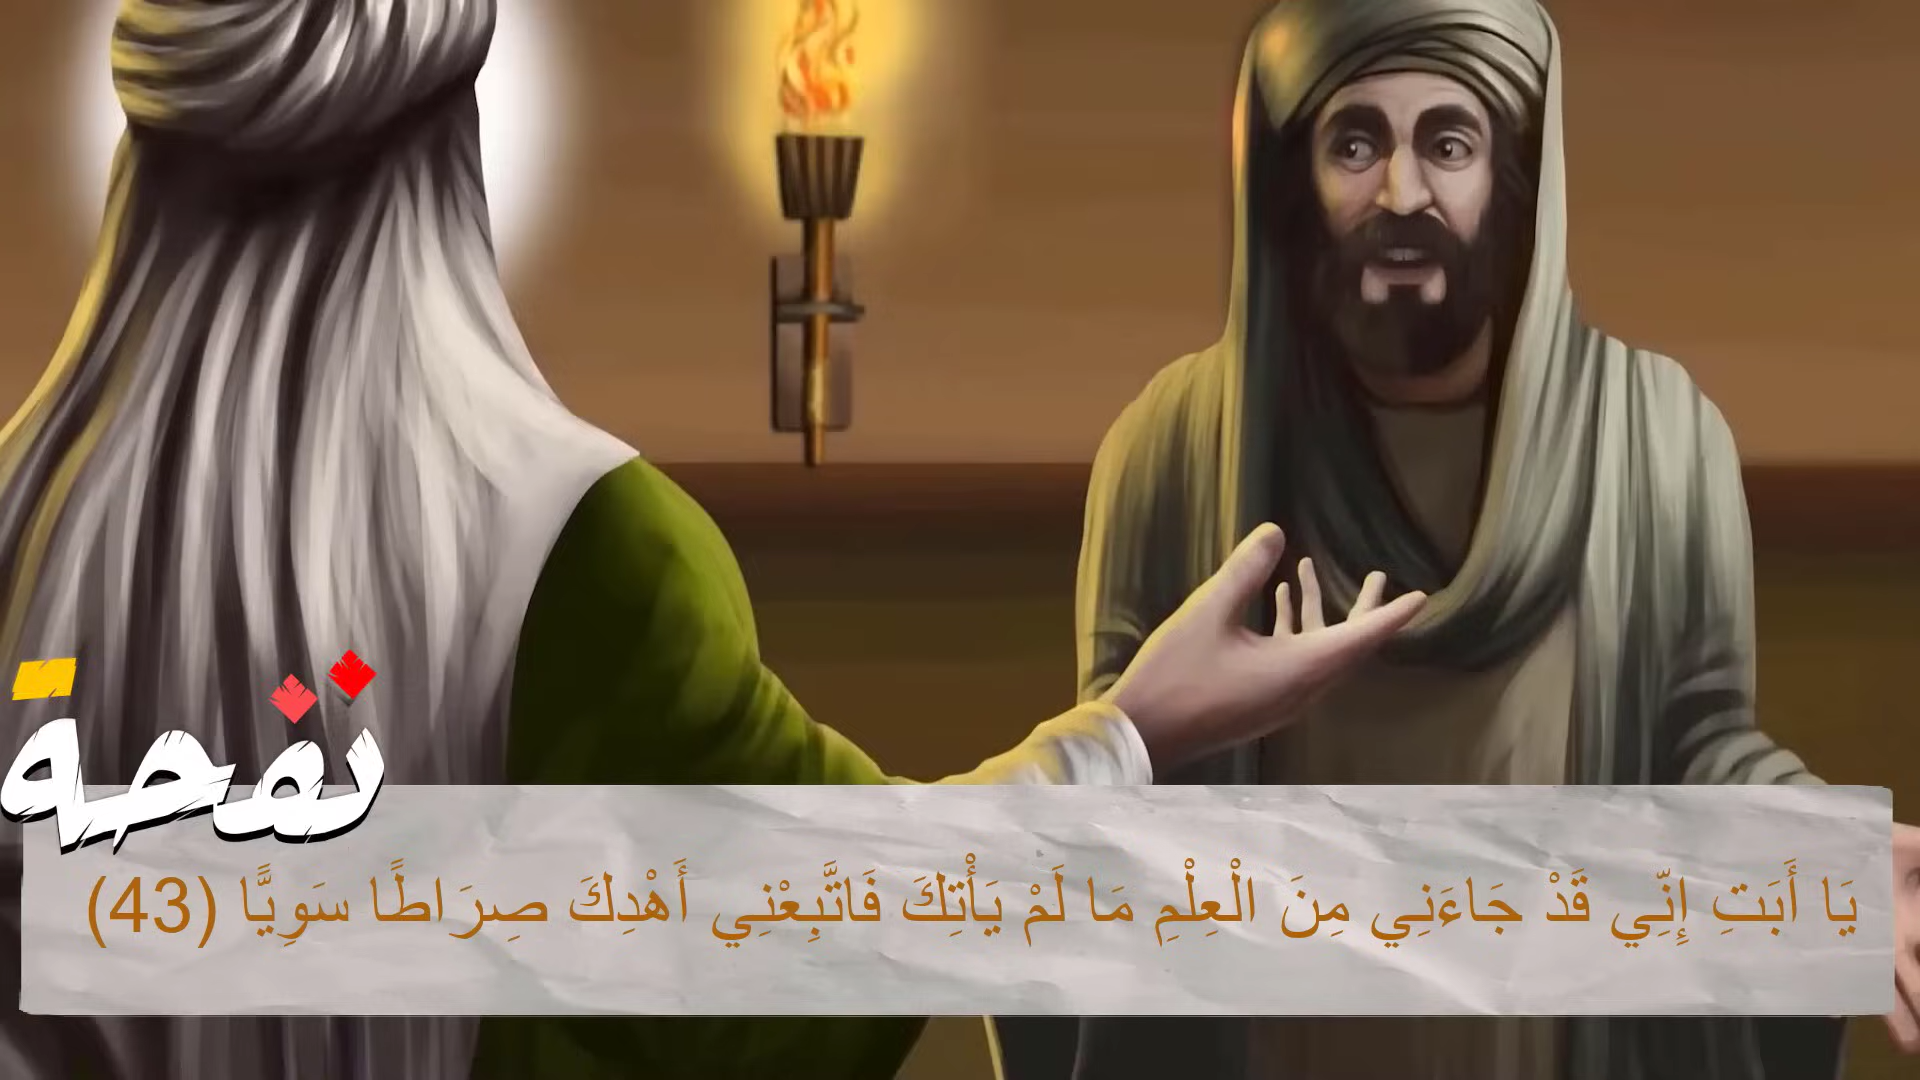 نفحة
يَا أَبَتِ إِنِّي قَدْ جَاءَنِي مِنَ الْعِلْمِ مَا لَمْ يَأْتِكَ فَاتَّبِعْنِي أَهْدِكَ صِرَاطًا سَوِيًّا (43)